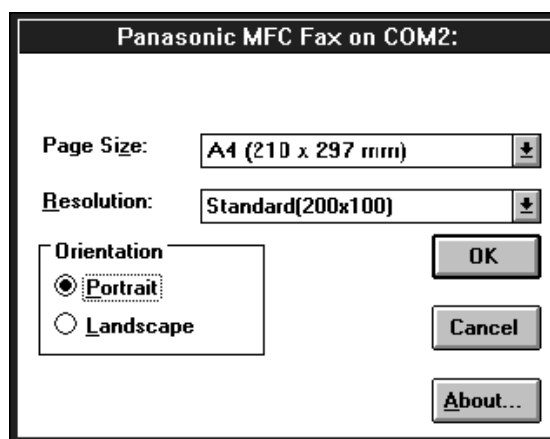 Panasonic MFC Fax on COM2:
Page Size:
A4 (210 x 297 mm)
Resolution:
Standard(200x100)
Orientation
Portrait
Landscape
OK
Cancel
About...